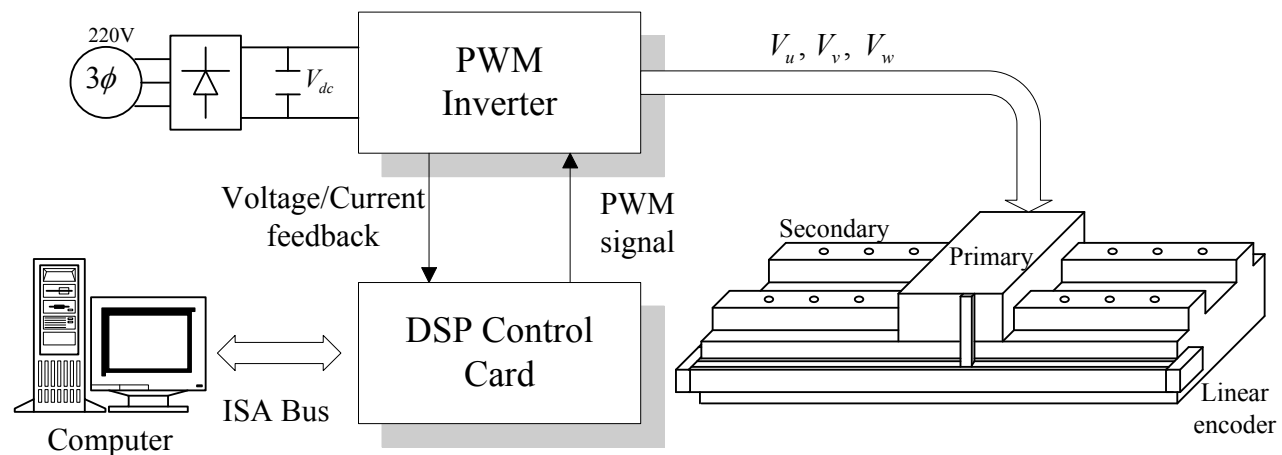 220V
3ϕ
V_dc
PWM
Inverter
V_u, V_v, V_w
Voltage/Current
feedback
PWM
signal
Secondary
Primary
DSP Control
Card
ISA Bus
Computer
Linear
encoder